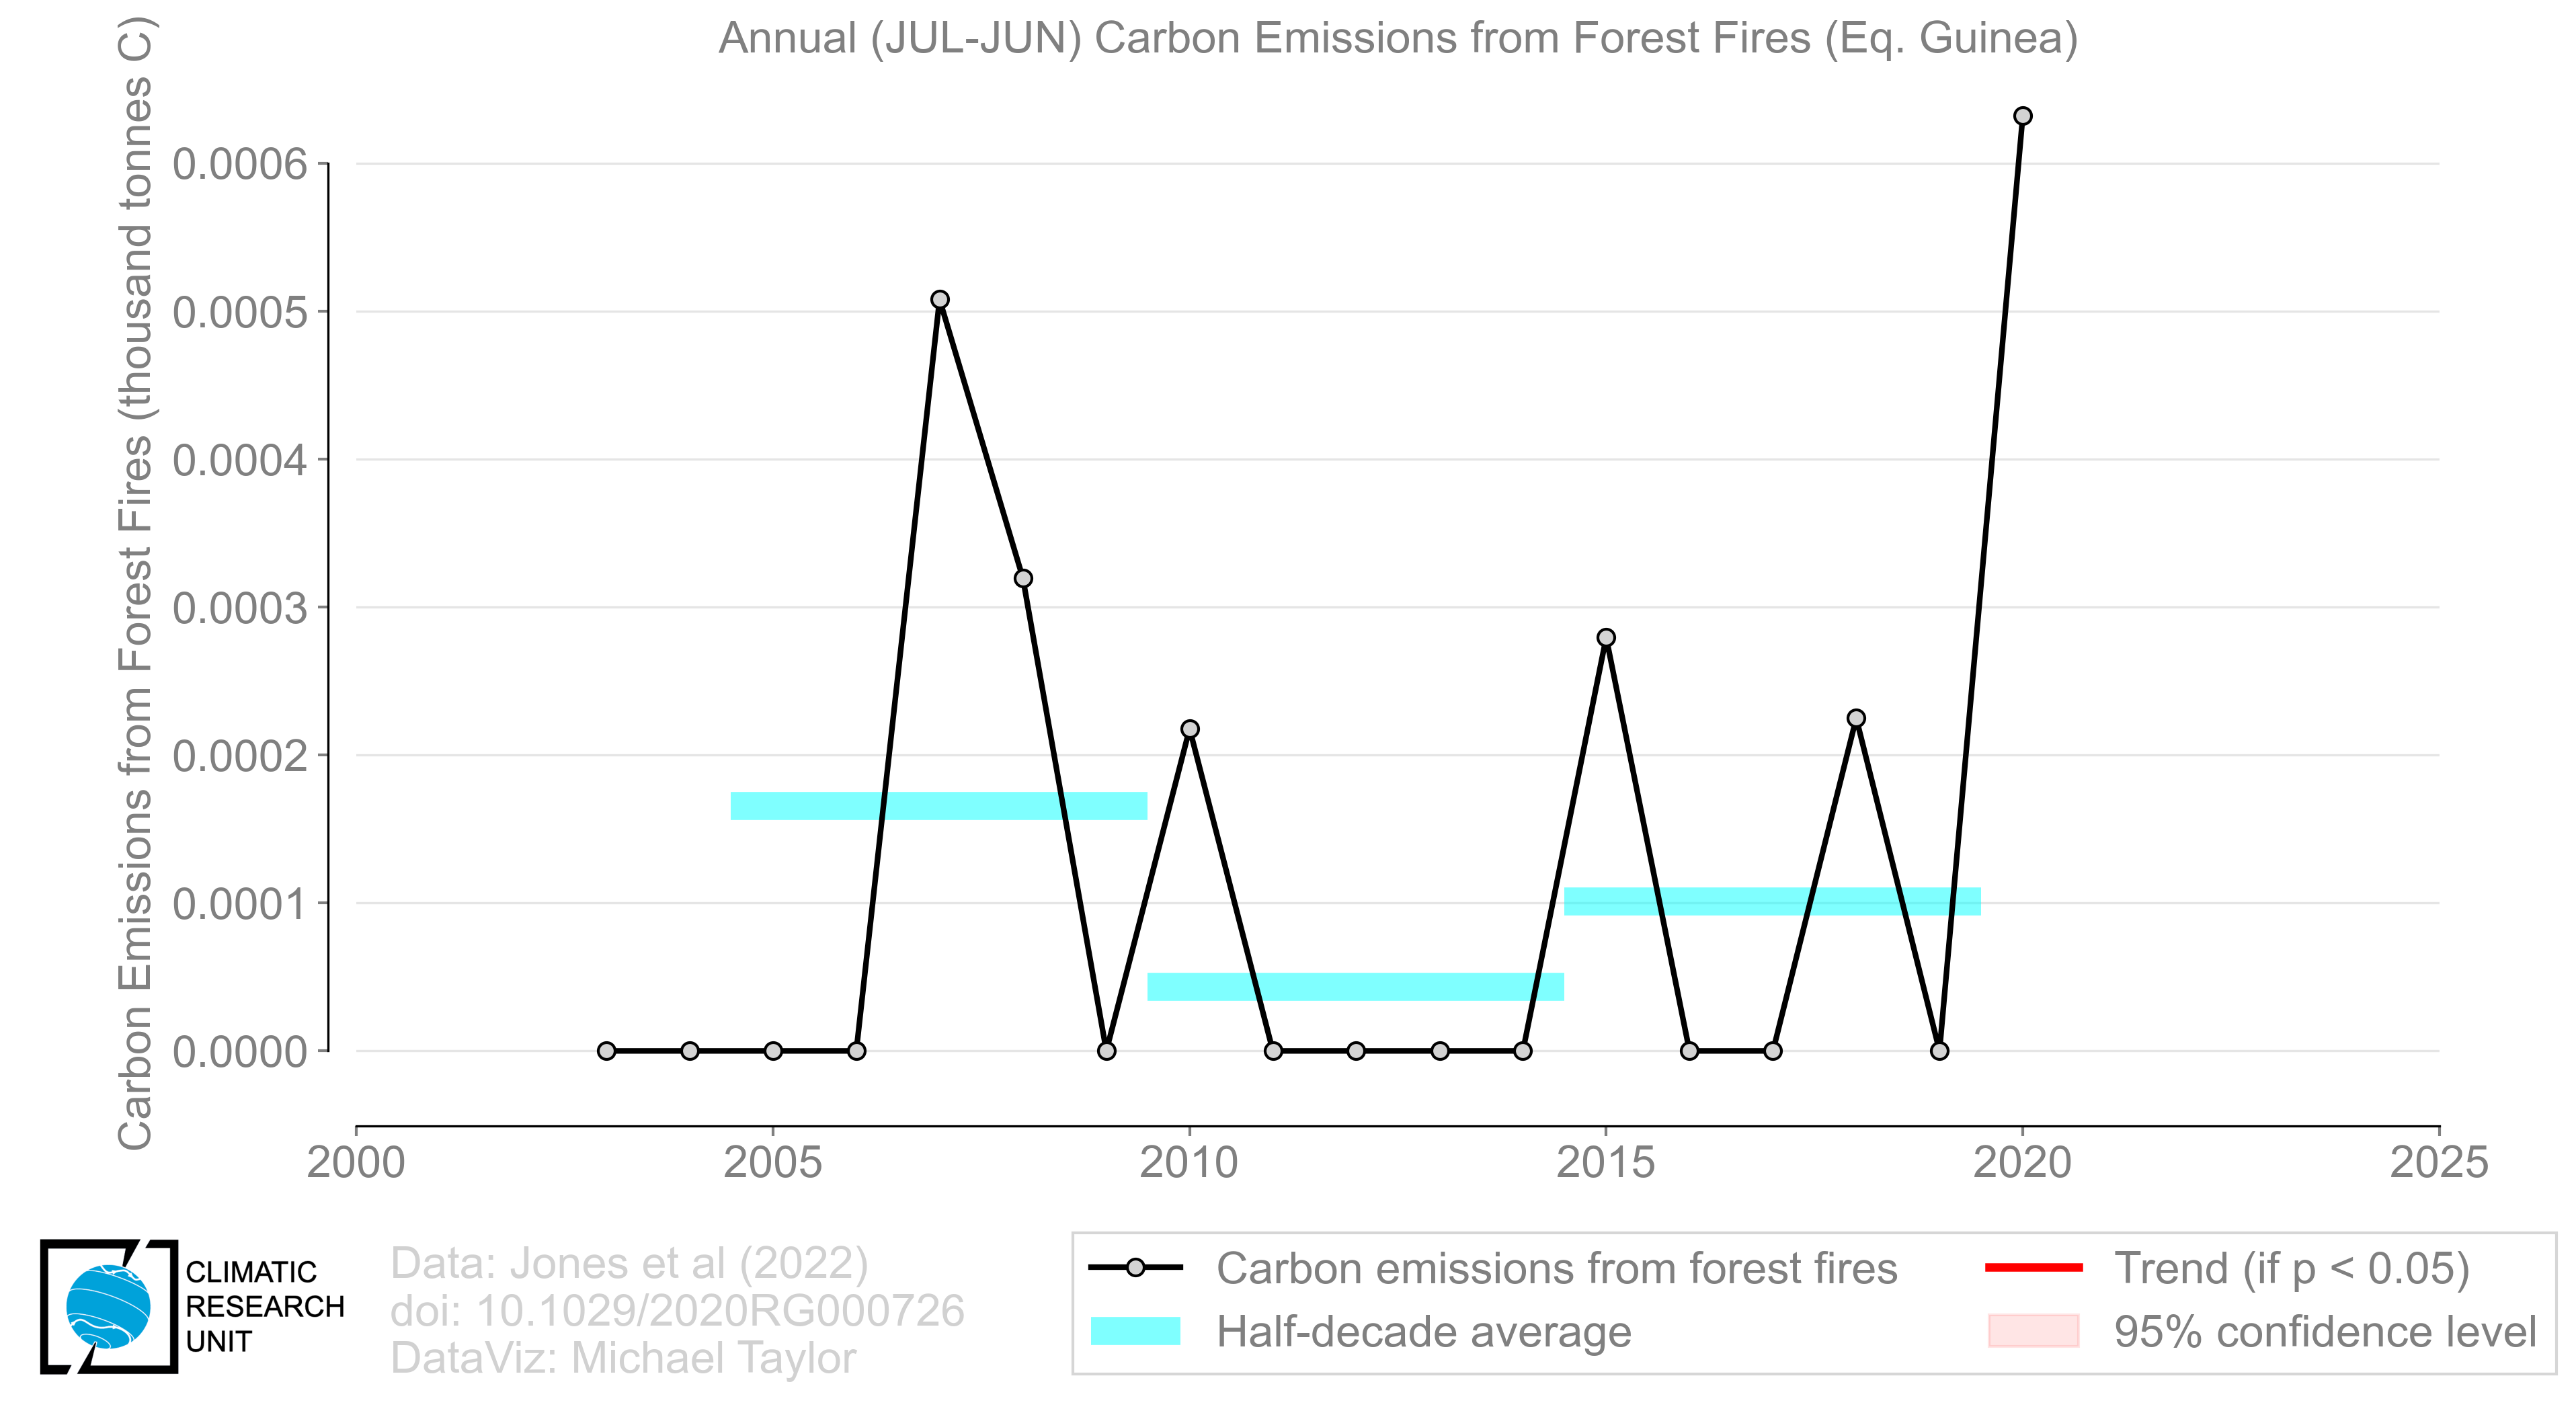 Annual (JUL-JUN) Carbon Emissions from Forest Fires (Eq. Guinea)
Carbon Emissions from Forest Fires (thousand tonnes C)
0.0006
0.0005
0.0004
0.0003
0.0002
0.0001
0.0000
2000 2005 2010 2015 2020 2025
CLIMATIC
RESEARCH
UNIT
Data: Jones et al (2022)
doi: 10.1029/2020RG000726
DataViz: Michael Taylor
Carbon emissions from forest fires
Half-decade average
Trend (if p < 0.05)
95% confidence level